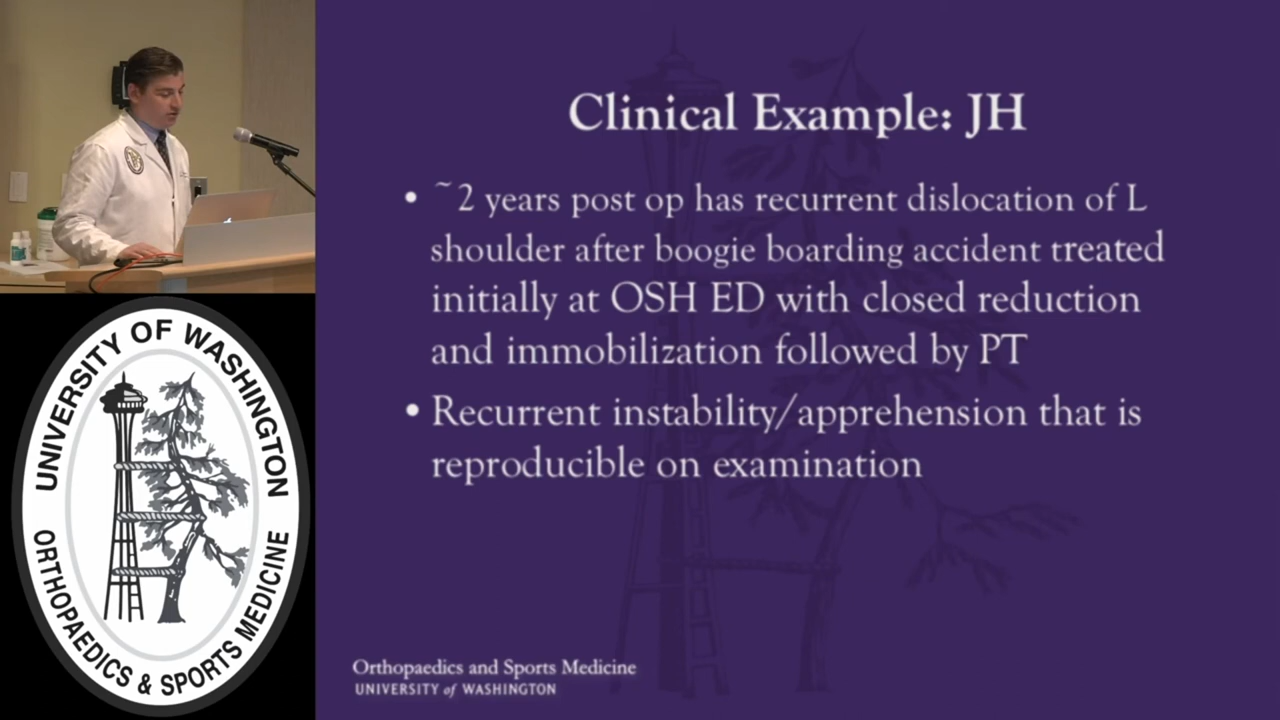 Clinical Example: JH
• ~2 years post op has recurrent dislocation of L
shoulder after boogie boarding accident treated
initially at OSH ED with closed reduction
and immobilization followed by PT
• Recurrent instability/apprehension that is
reproducible on examination
Orthopaedics and Sports Medicine
UNIVERSITY of WASHINGTON
UNIVERSITY OF WASHINGTON
ORTHOPAEDICS & SPORTS MEDICINE